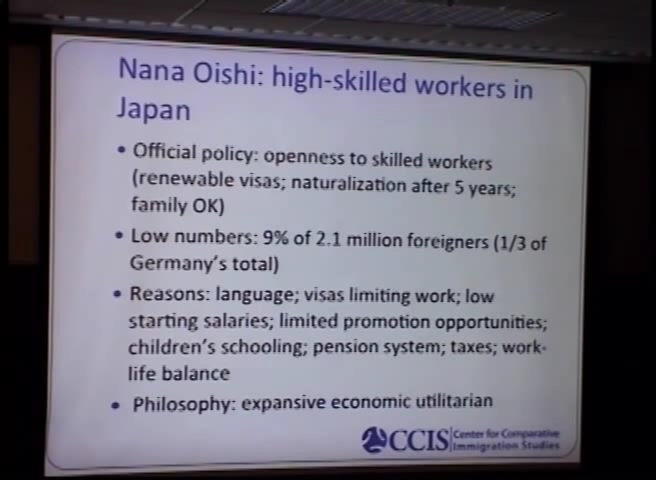 Nana Oishi: high-skilled workers in
Japan
• Official policy: openness to skilled workers
(renewable visas; naturalization after 5 years;
family OK)
• Low numbers: 9% of 2.1 million foreigners (1/3 of
Germany's total)
• Reasons: language; visas limiting work; low
starting salaries; limited promotion opportunities;
children's schooling; pension system; taxes; work-
life balance
• Philosophy: expansive economic utilitarian
CCIS Center for Comparative
Immigration Studies